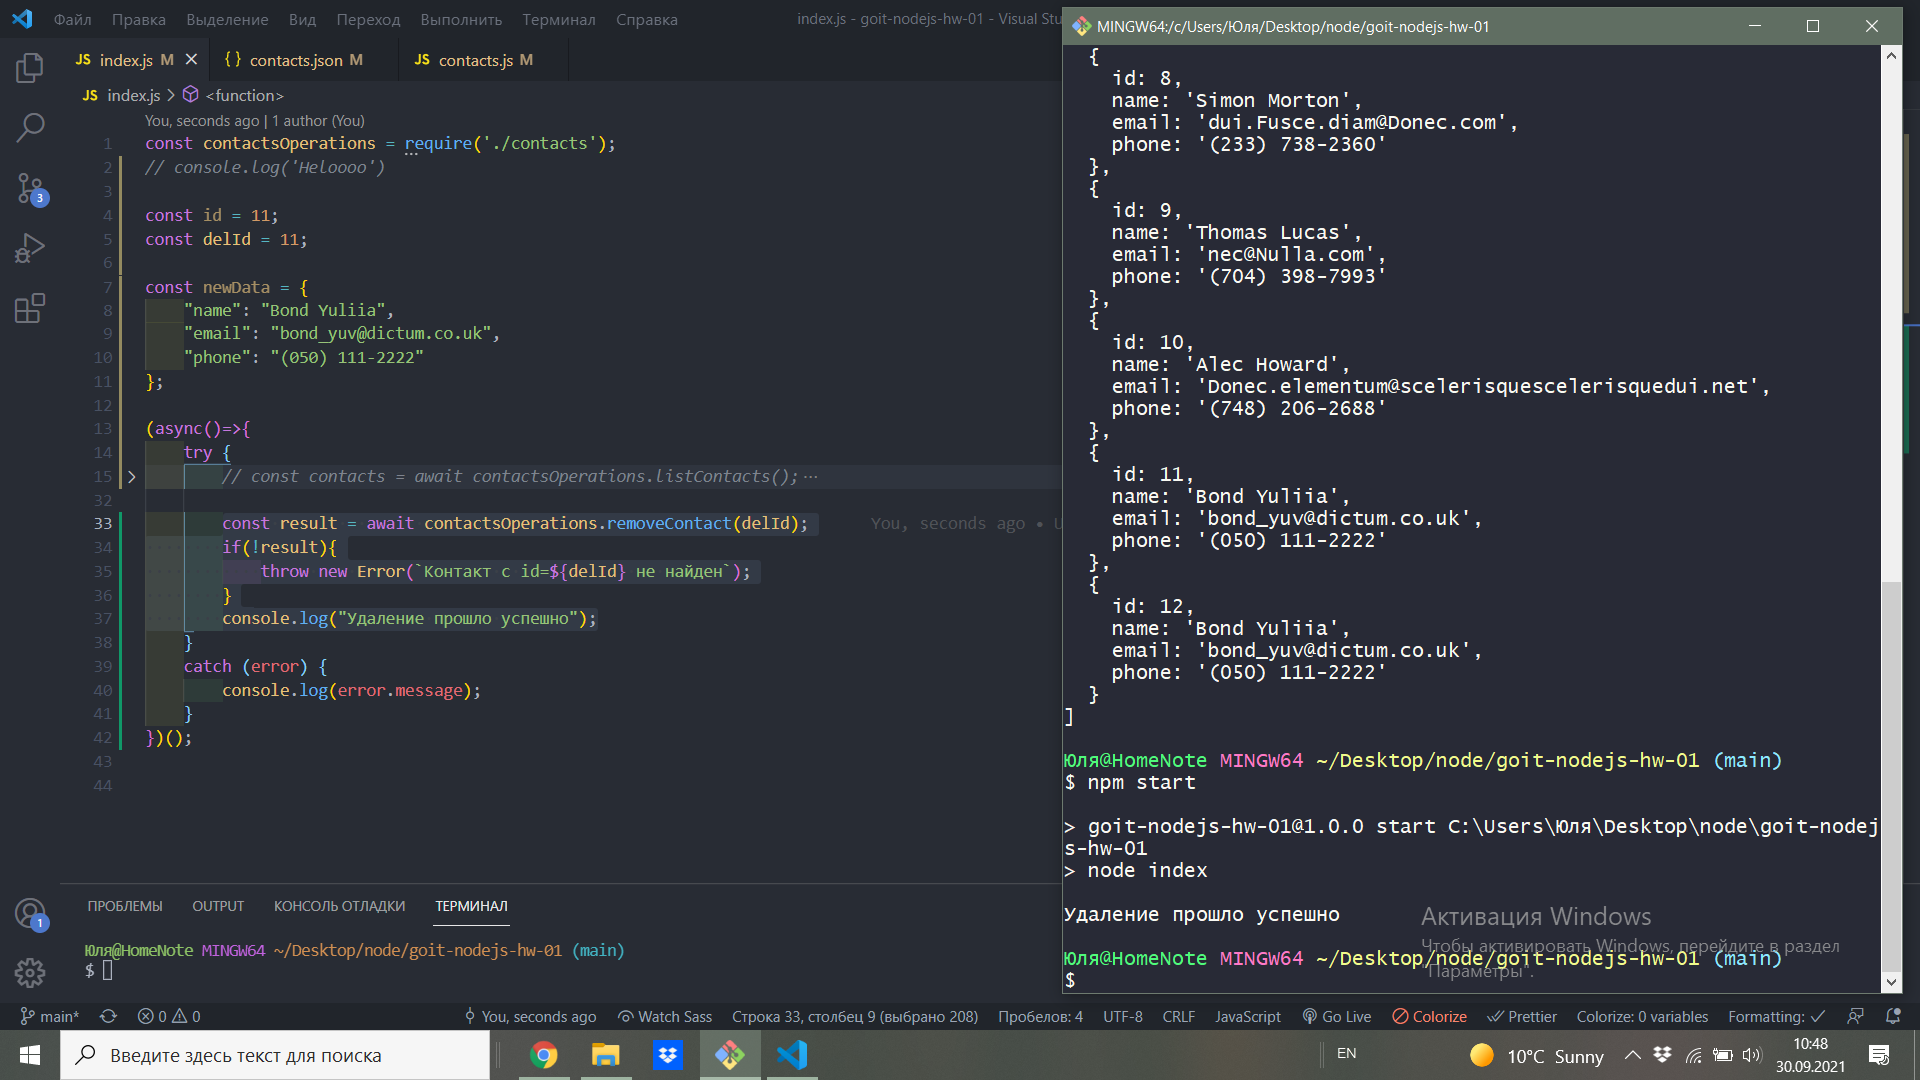 Файл Правка Выделение Вид Переход Выполнить Терминал Справка
index.js - goit-nodejs-hw-01 - Visual Stu
JS index.js M
{} contacts.json M
JS contacts.js M
JS index.js > <function>
You, seconds ago | 1 author (You)
1 const contactsOperations = require('./contacts');
2 // console.log('Heloooo')
3
4 const id = 11;
5 const delId = 11;
6
7 const newData = {
8 "name": "Bond Yuliia",
9 "email": "bond_yuv@dictum.co.uk",
10 "phone": "(050) 111-2222"
11 };
12
13 (async()=>{
14 try {
15 // const contacts = await contactsOperations.listContacts();…
32
33 const result = await contactsOperations.removeContact(delId); You, seconds ago • U
34 if(!result){
35 throw new Error(`Контакт с id=${delId} не найден`);
36 }
37 console.log("Удаление прошло успешно");
38 }
39 catch (error) {
40 console.log(error.message);
41 }
42 })();
43
44
3
1
ПРОБЛЕМЫ OUTPUT КОНСОЛЬ ОТЛАДКИ ТЕРМИНАЛ
Юля@HomeNote MINGW64 ~/Desktop/node/goit-nodejs-hw-01 (main)
$
MINGW64:/c/Users/Юля/Desktop/node/goit-nodejs-hw-01
{
id: 8,
name: 'Simon Morton',
email: 'dui.Fusce.diam@Donec.com',
phone: '(233) 738-2360'
},
{
id: 9,
name: 'Thomas Lucas',
email: 'nec@Nulla.com',
phone: '(704) 398-7993'
},
{
id: 10,
name: 'Alec Howard',
email: 'Donec.elementum@scelerisquescelerisquedui.net',
phone: '(748) 206-2688'
},
{
id: 11,
name: 'Bond Yuliia',
email: 'bond_yuv@dictum.co.uk',
phone: '(050) 111-2222'
},
{
id: 12,
name: 'Bond Yuliia',
email: 'bond_yuv@dictum.co.uk',
phone: '(050) 111-2222'
}
]
Юля@HomeNote MINGW64 ~/Desktop/node/goit-nodejs-hw-01 (main)
$ npm start
> goit-nodejs-hw-01@1.0.0 start C:\Users\Юля\Desktop\node\goit-nodej
s-hw-01
> node index
Удаление прошло успешно
Юля@HomeNote MINGW64 ~/Desktop/node/goit-nodejs-hw-01 (main)
$
Активация Windows
Чтобы активировать Windows, перейдите в раздел
"Параметры".
main* 0 0 You, seconds ago Watch Sass Строка 33, столбец 9 (выбрано 208) Пробелов: 4 UTF-8 CRLF JavaScript Go Live Colorize Prettier Colorize: 0 variables Formatting:
Введите здесь текст для поиска
EN
10°C Sunny
10:48
30.09.2021